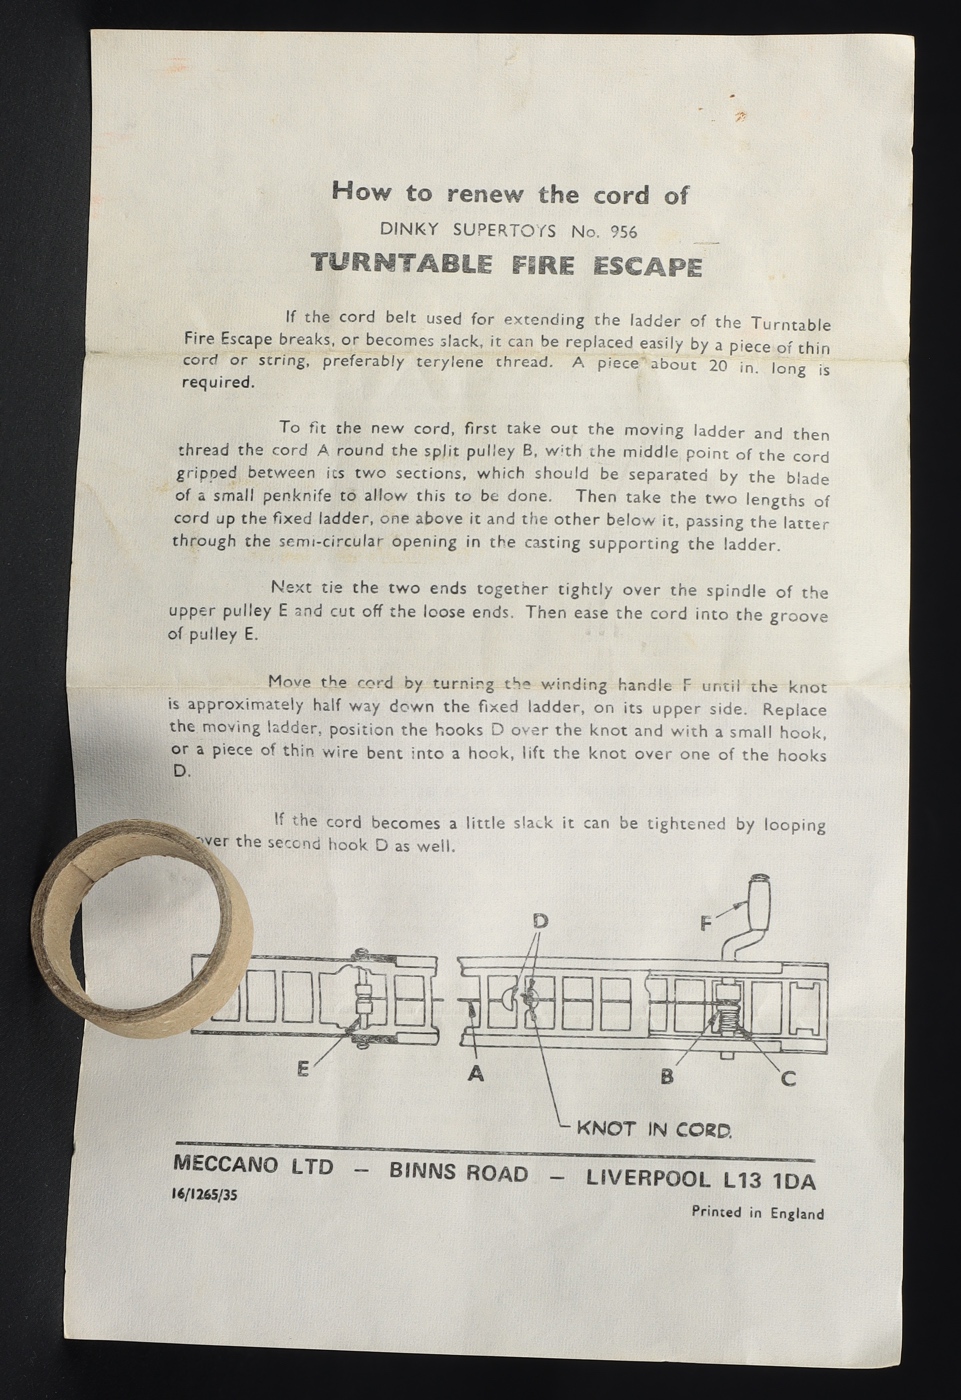 How to renew the cord of
DINKY SUPERTOYS No. 956
TURNTABLE FIRE ESCAPE
If the cord belt used for extending the ladder of the Turntable
Fire Escape breaks, or becomes slack, it can be replaced easily by a piece of thin
cord or string, preferably terylene thread. A piece about 20 in. long is
required.
To fit the new cord, first take out the moving ladder and then
thread the cord A round the split pulley B, with the middle point of the cord
gripped between its two sections, which should be separated by the blade
of a small penknife to allow this to be done. Then take the two lengths of
cord up the fixed ladder, one above it and the other below it, passing the latter
through the semi-circular opening in the casting supporting the ladder.
Next tie the two ends together tightly over the spindle of the
upper pulley E and cut off the loose ends. Then ease the cord into the groove
of pulley E.
Move the cord by turning the winding handle F until the knot
is approximately half way down the fixed ladder, on its upper side. Replace
the moving ladder, position the hooks D over the knot and with a small hook,
or a piece of thin wire bent into a hook, lift the knot over one of the hooks
D.
If the cord becomes a little slack it can be tightened by looping
over the second hook D as well.
D
F
E
A
B
C
KNOT IN CORD.
MECCANO LTD — BINNS ROAD — LIVERPOOL L13 1DA
16/1265/35
Printed in England